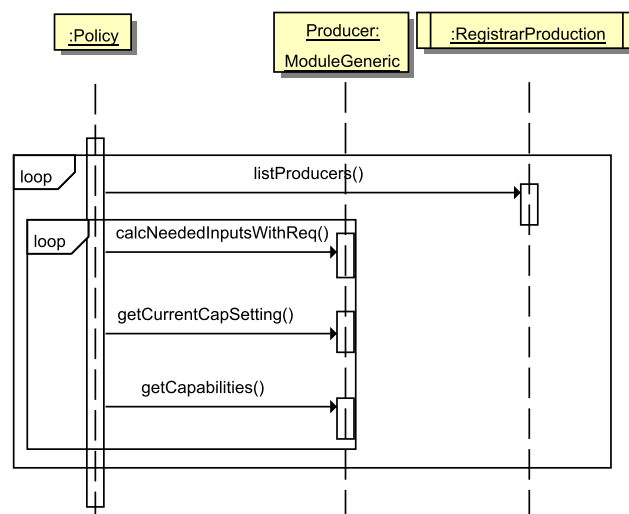 :Policy
Producer:
ModuleGeneric
:RegistrarProduction
loop
listProducers()
loop
calcNeededInputsWithReq()
getCurrentCapSetting()
getCapabilities()